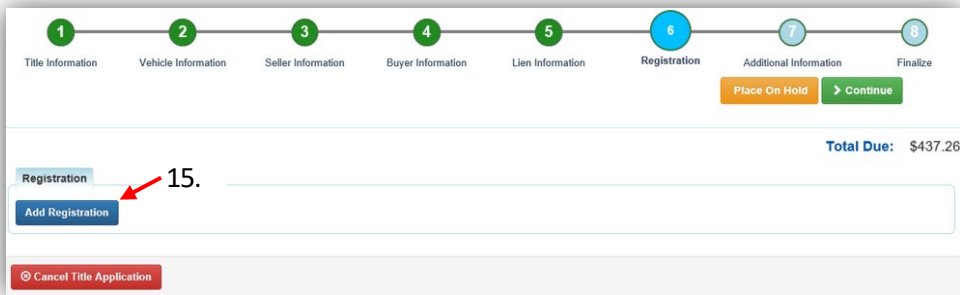 1 2 3 4 5 6 7 8
Title Information Vehicle Information Seller Information Buyer Information Lien Information Registration Additional Information Finalize
Place On Hold Continue
Total Due: $437.26
Registration
15.
Add Registration
Cancel Title Application